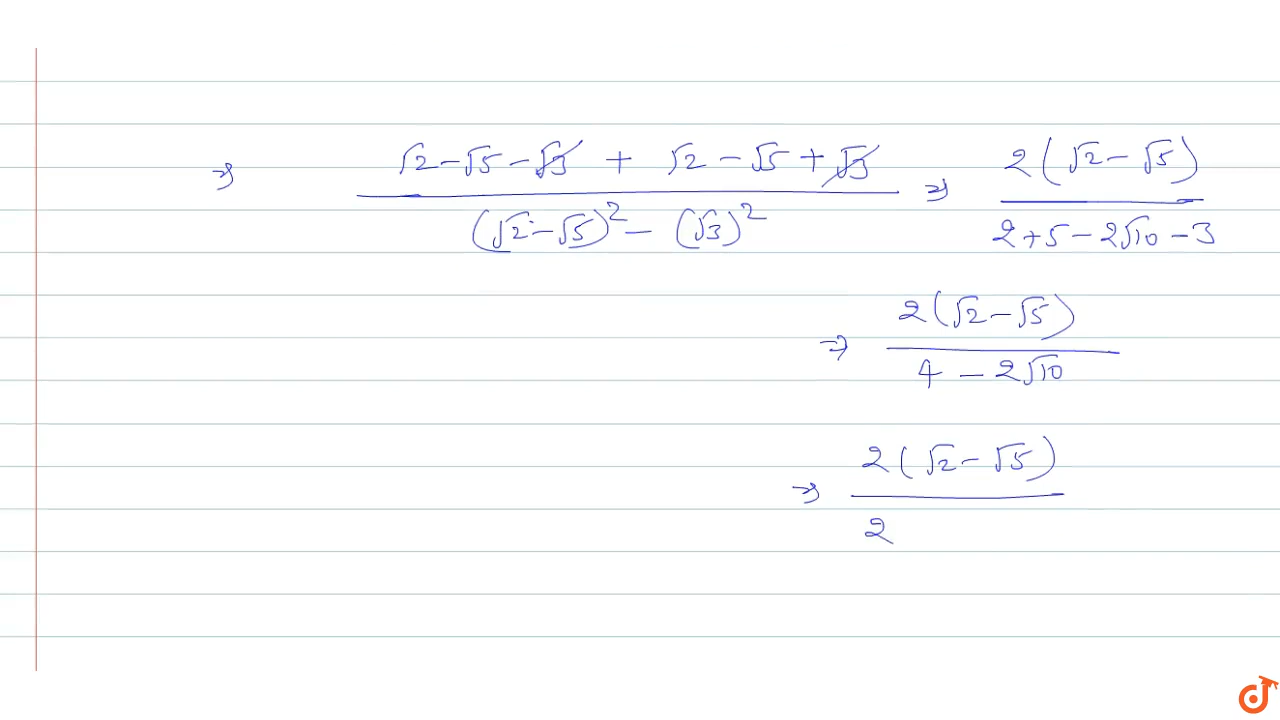 ⇒ (√2 - √5 - √3 + √2 - √5 + √3) / ((√2 - √5)² - (√3)²) ⇒ 2(√2 - √5) / (2 + 5 - 2√10 - 3)
⇒ 2(√2 - √5) / (4 - 2√10)
⇒ 2(√2 - √5) / 2